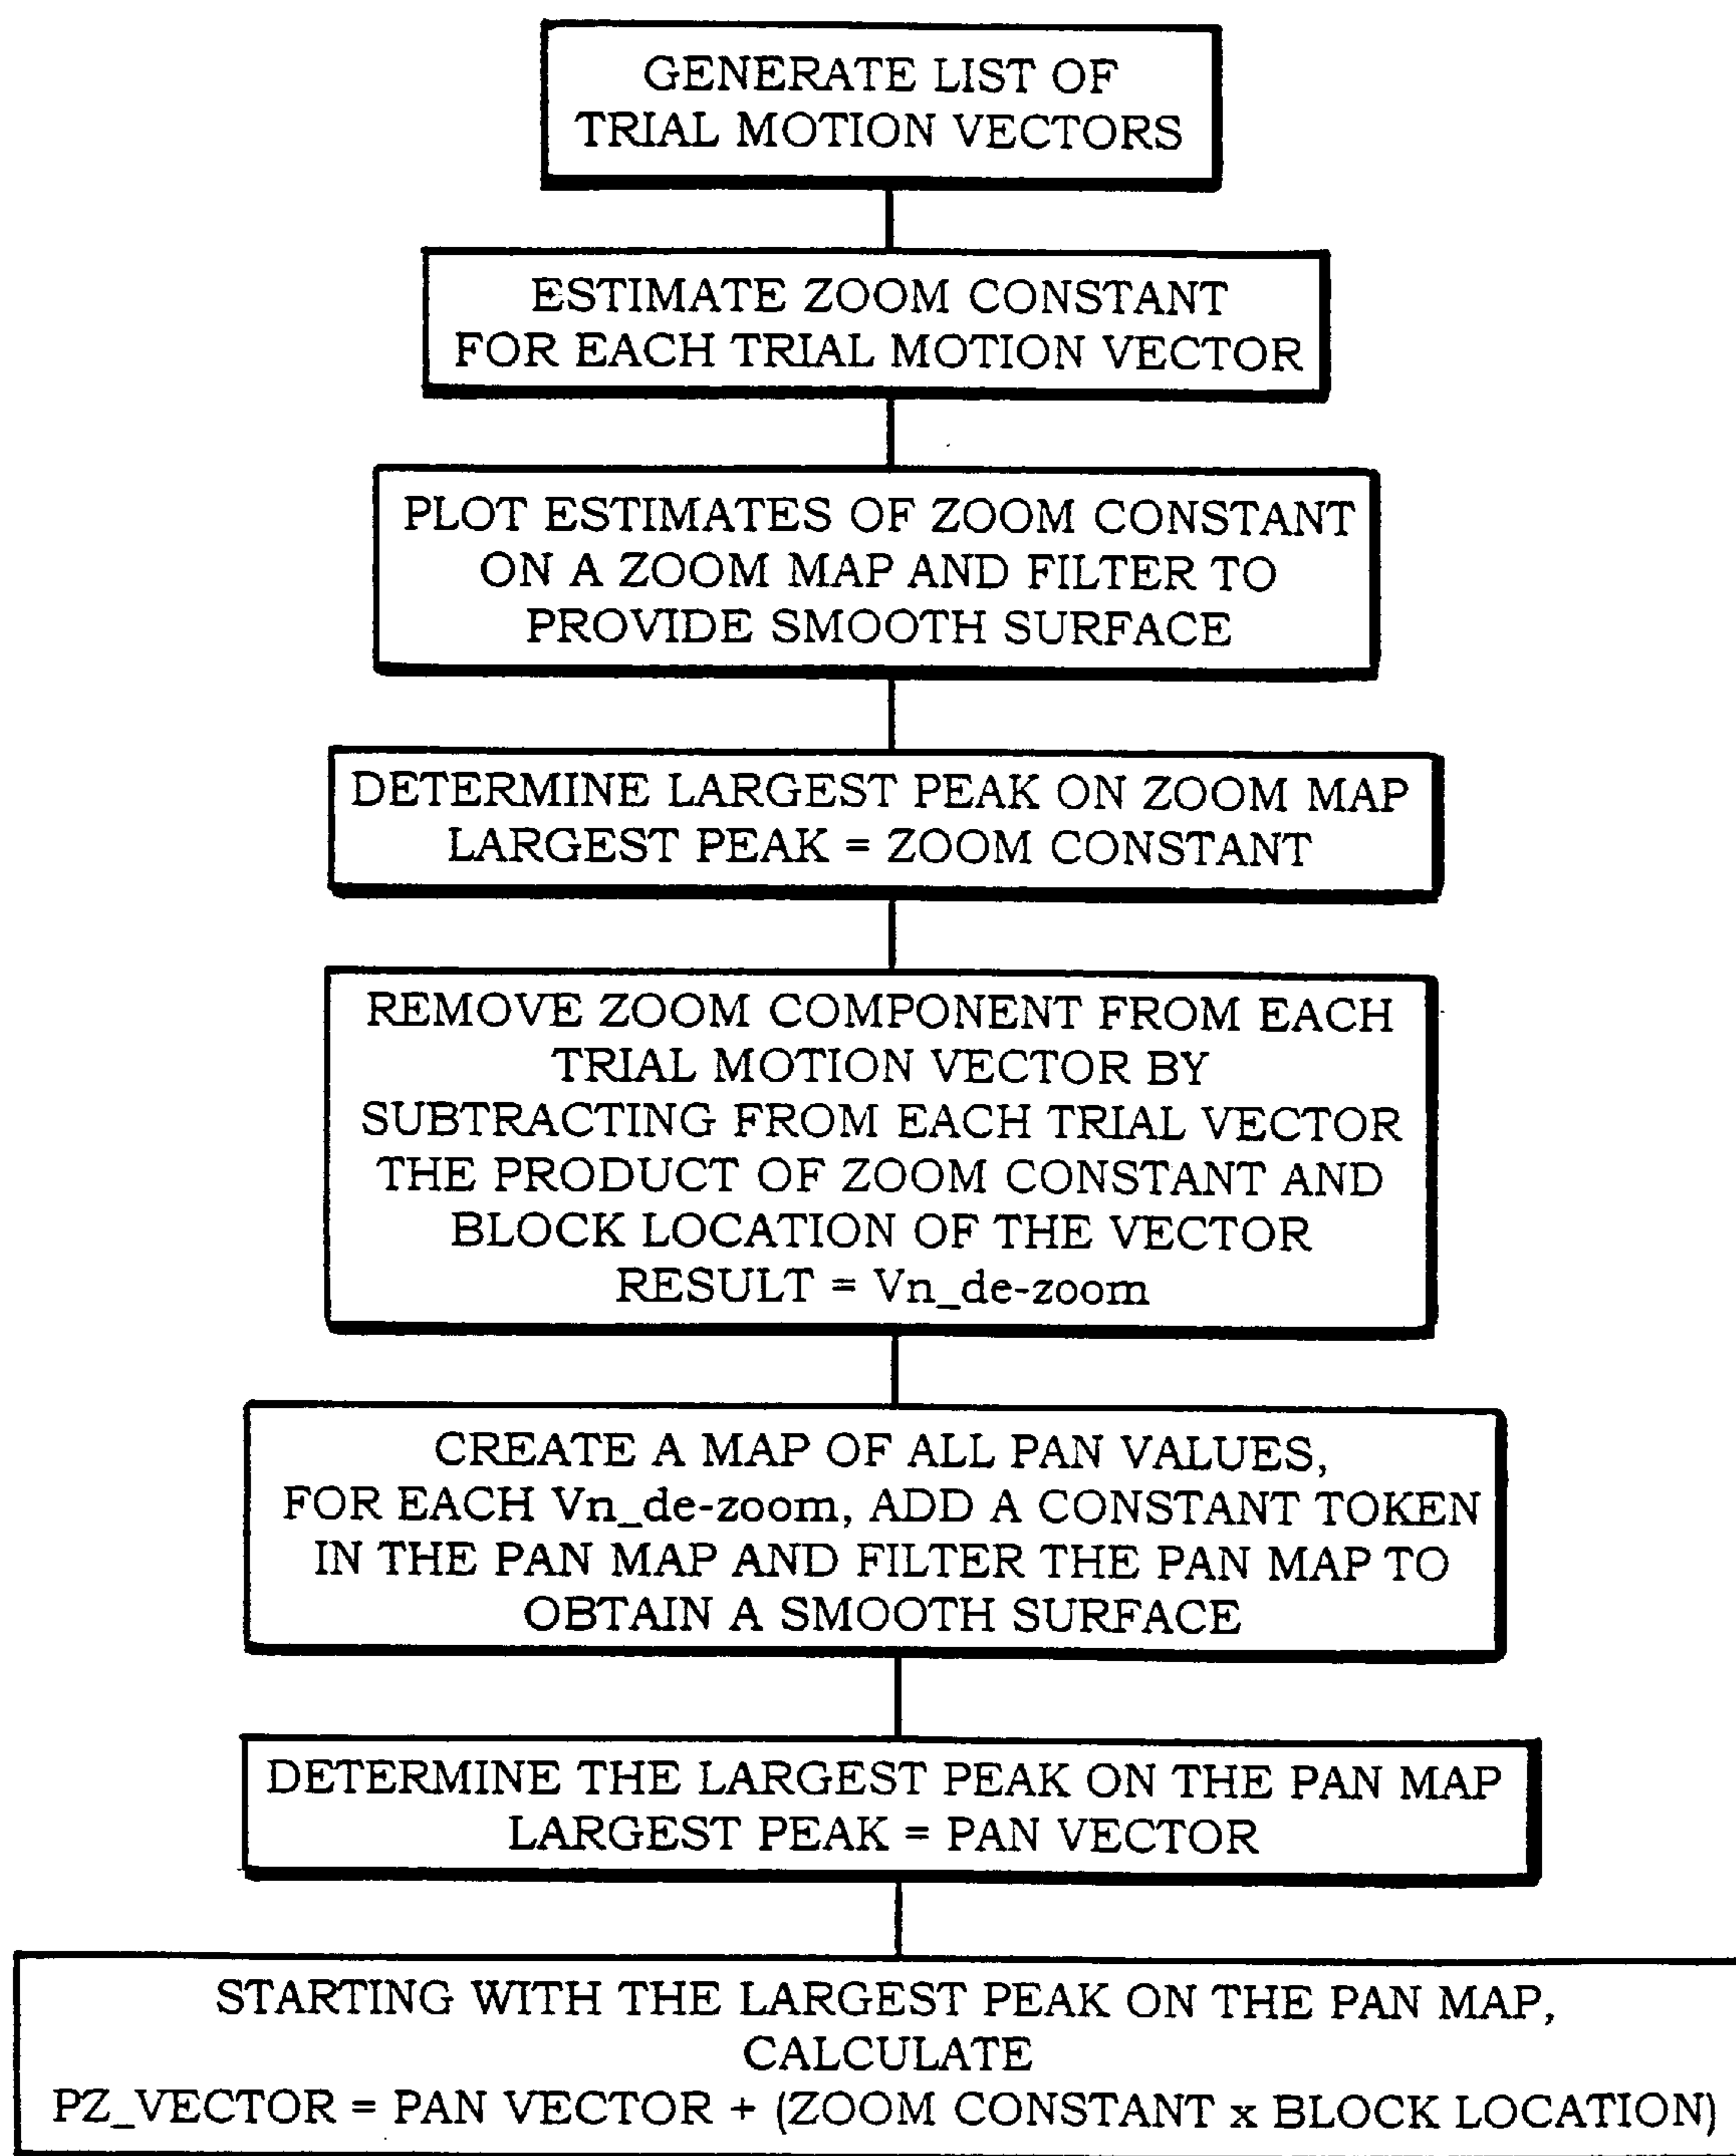 GENERATE LIST OF
TRIAL MOTION VECTORS
ESTIMATE ZOOM CONSTANT
FOR EACH TRIAL MOTION VECTOR
PLOT ESTIMATES OF ZOOM CONSTANT
ON A ZOOM MAP AND FILTER TO
PROVIDE SMOOTH SURFACE
DETERMINE LARGEST PEAK ON ZOOM MAP
LARGEST PEAK = ZOOM CONSTANT
REMOVE ZOOM COMPONENT FROM EACH
TRIAL MOTION VECTOR BY
SUBTRACTING FROM EACH TRIAL VECTOR
THE PRODUCT OF ZOOM CONSTANT AND
BLOCK LOCATION OF THE VECTOR
RESULT = Vn_de-zoom
CREATE A MAP OF ALL PAN VALUES,
FOR EACH Vn_de-zoom, ADD A CONSTANT TOKEN
IN THE PAN MAP AND FILTER THE PAN MAP TO
OBTAIN A SMOOTH SURFACE
DETERMINE THE LARGEST PEAK ON THE PAN MAP
LARGEST PEAK = PAN VECTOR
STARTING WITH THE LARGEST PEAK ON THE PAN MAP,
CALCULATE
PZ_VECTOR = PAN VECTOR + (ZOOM CONSTANT x BLOCK LOCATION)